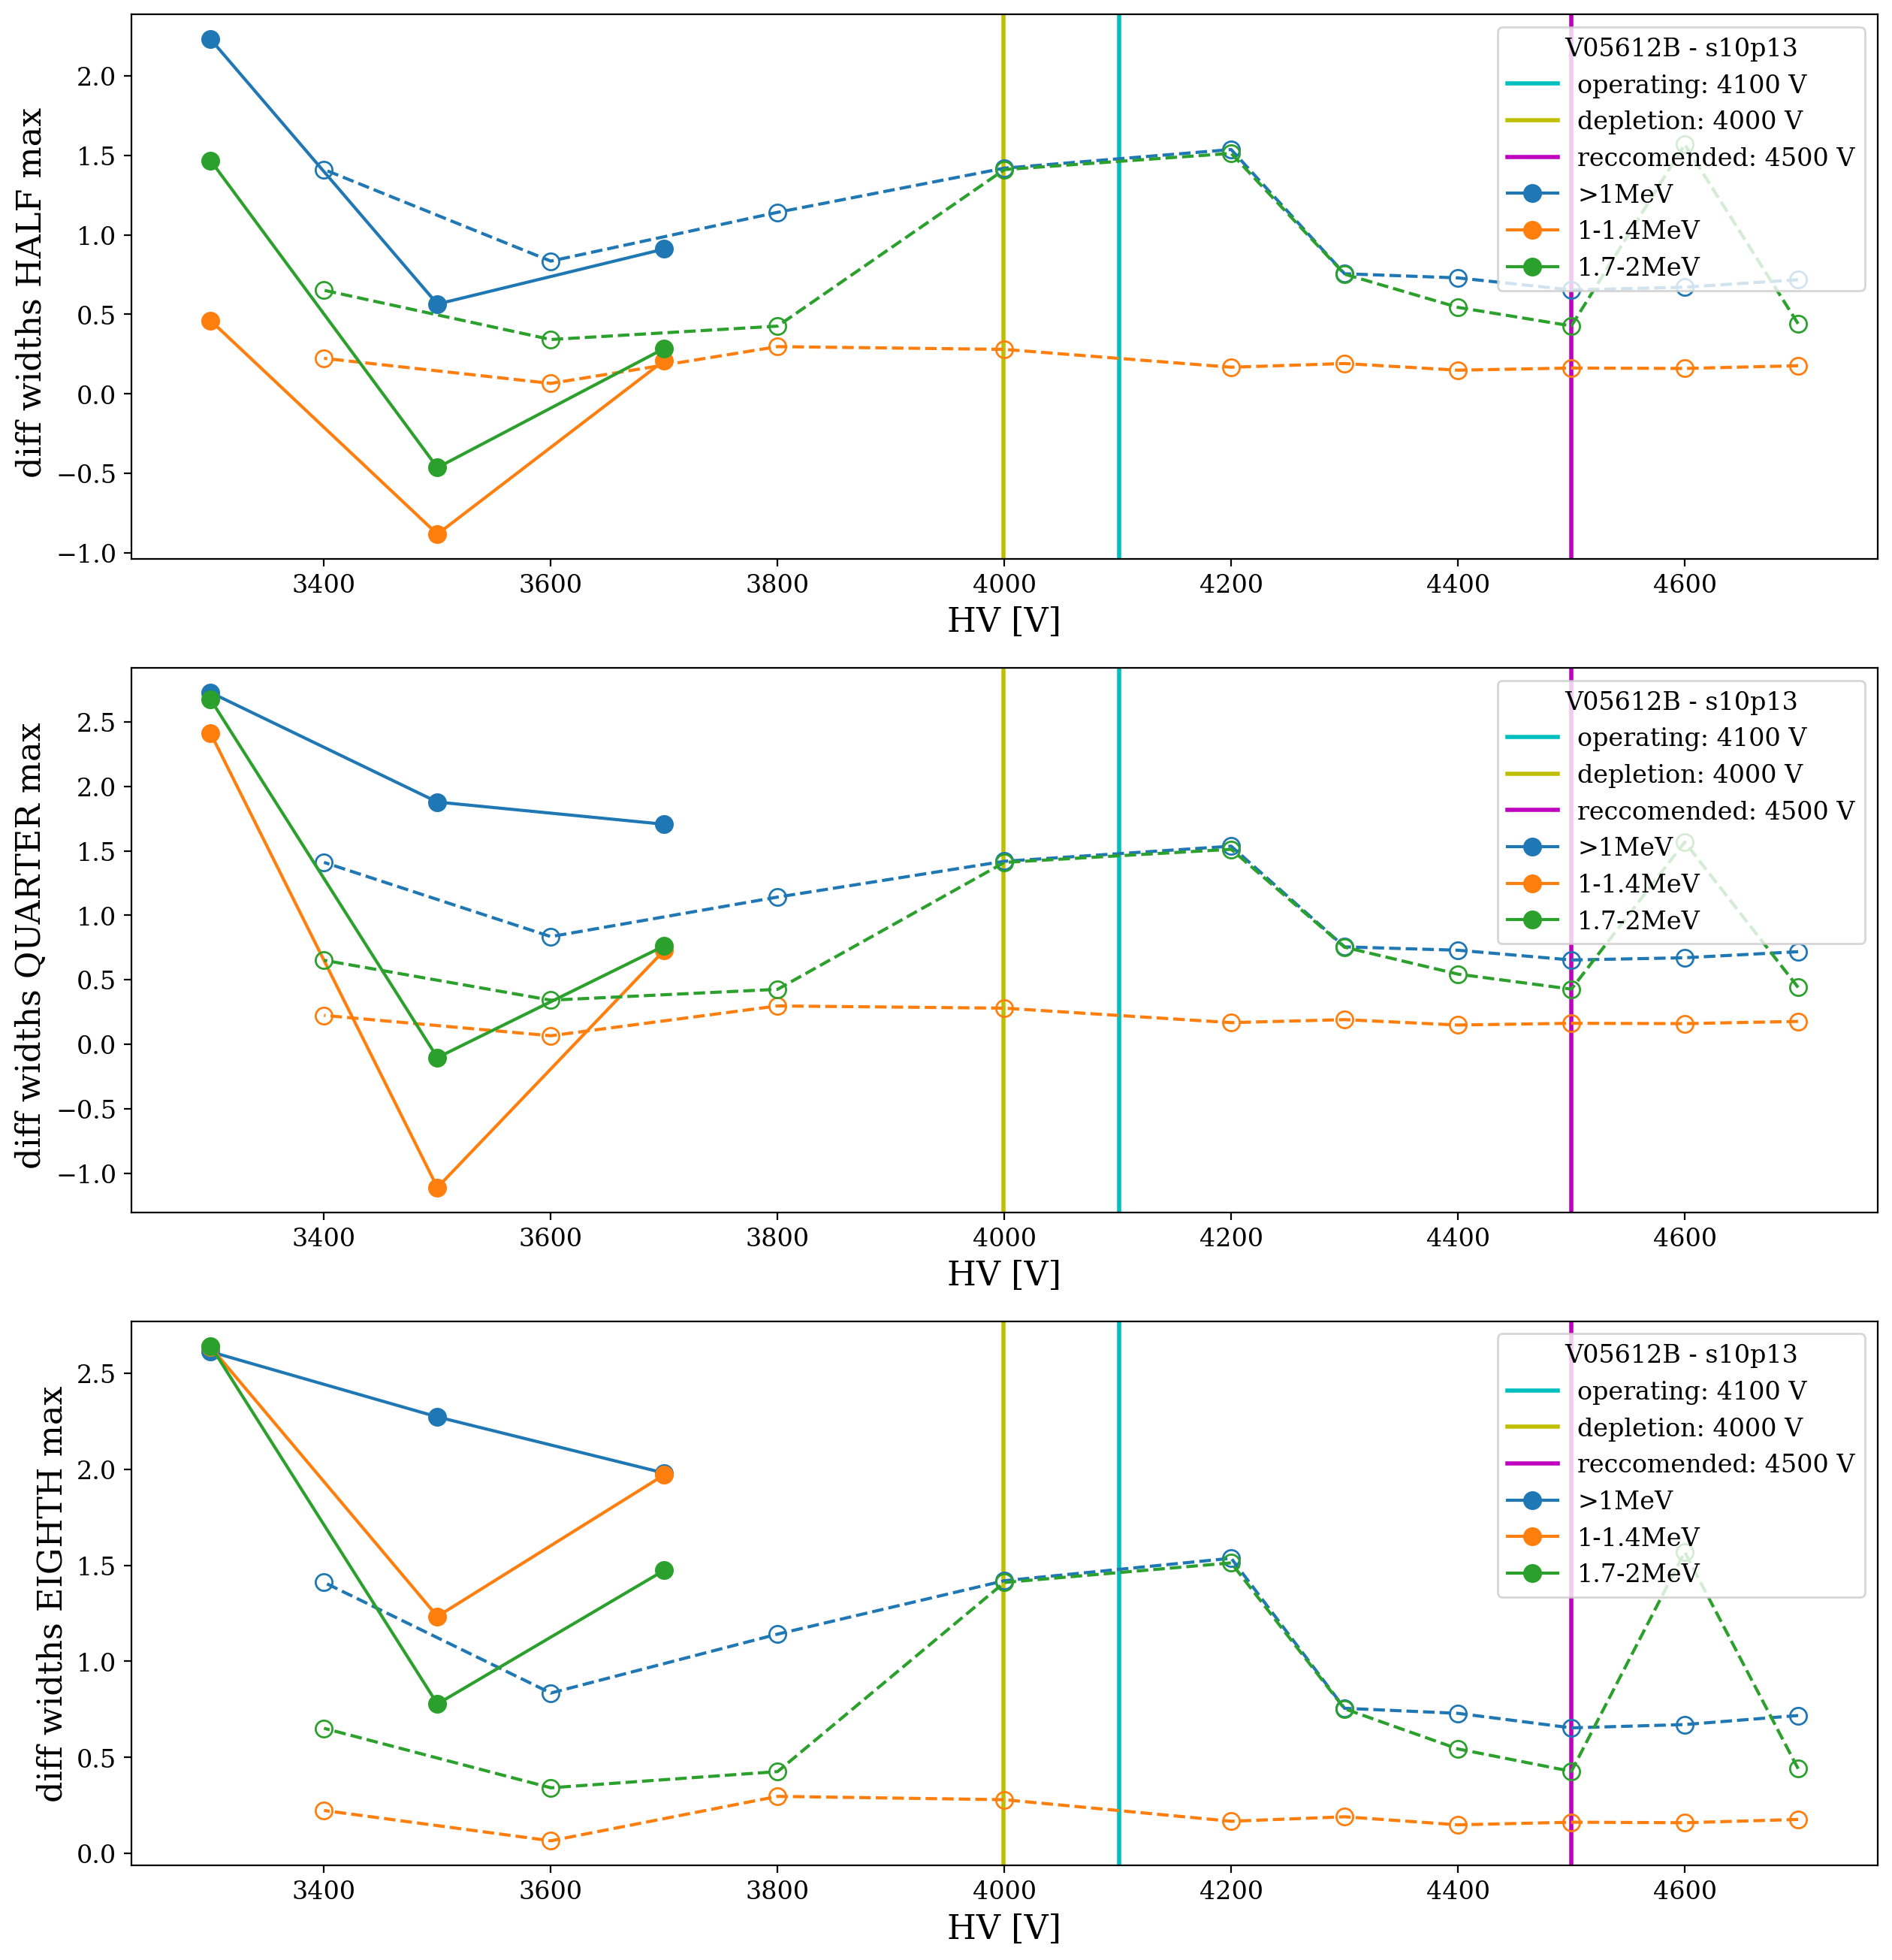 diff widths HALF max
2.0
1.5
1.0
0.5
0.0
−0.5
−1.0
V05612B - s10p13
operating: 4100 V
depletion: 4000 V
reccomended: 4500 V
>1MeV
1-1.4MeV
1.7-2MeV
3400 3600 3800 4000 4200 4400 4600
HV [V]
diff widths QUARTER max
2.5
2.0
1.5
1.0
0.5
0.0
−0.5
−1.0
V05612B - s10p13
operating: 4100 V
depletion: 4000 V
reccomended: 4500 V
>1MeV
1-1.4MeV
1.7-2MeV
3400 3600 3800 4000 4200 4400 4600
HV [V]
diff widths EIGHTH max
2.5
2.0
1.5
1.0
0.5
0.0
V05612B - s10p13
operating: 4100 V
depletion: 4000 V
reccomended: 4500 V
>1MeV
1-1.4MeV
1.7-2MeV
3400 3600 3800 4000 4200 4400 4600
HV [V]